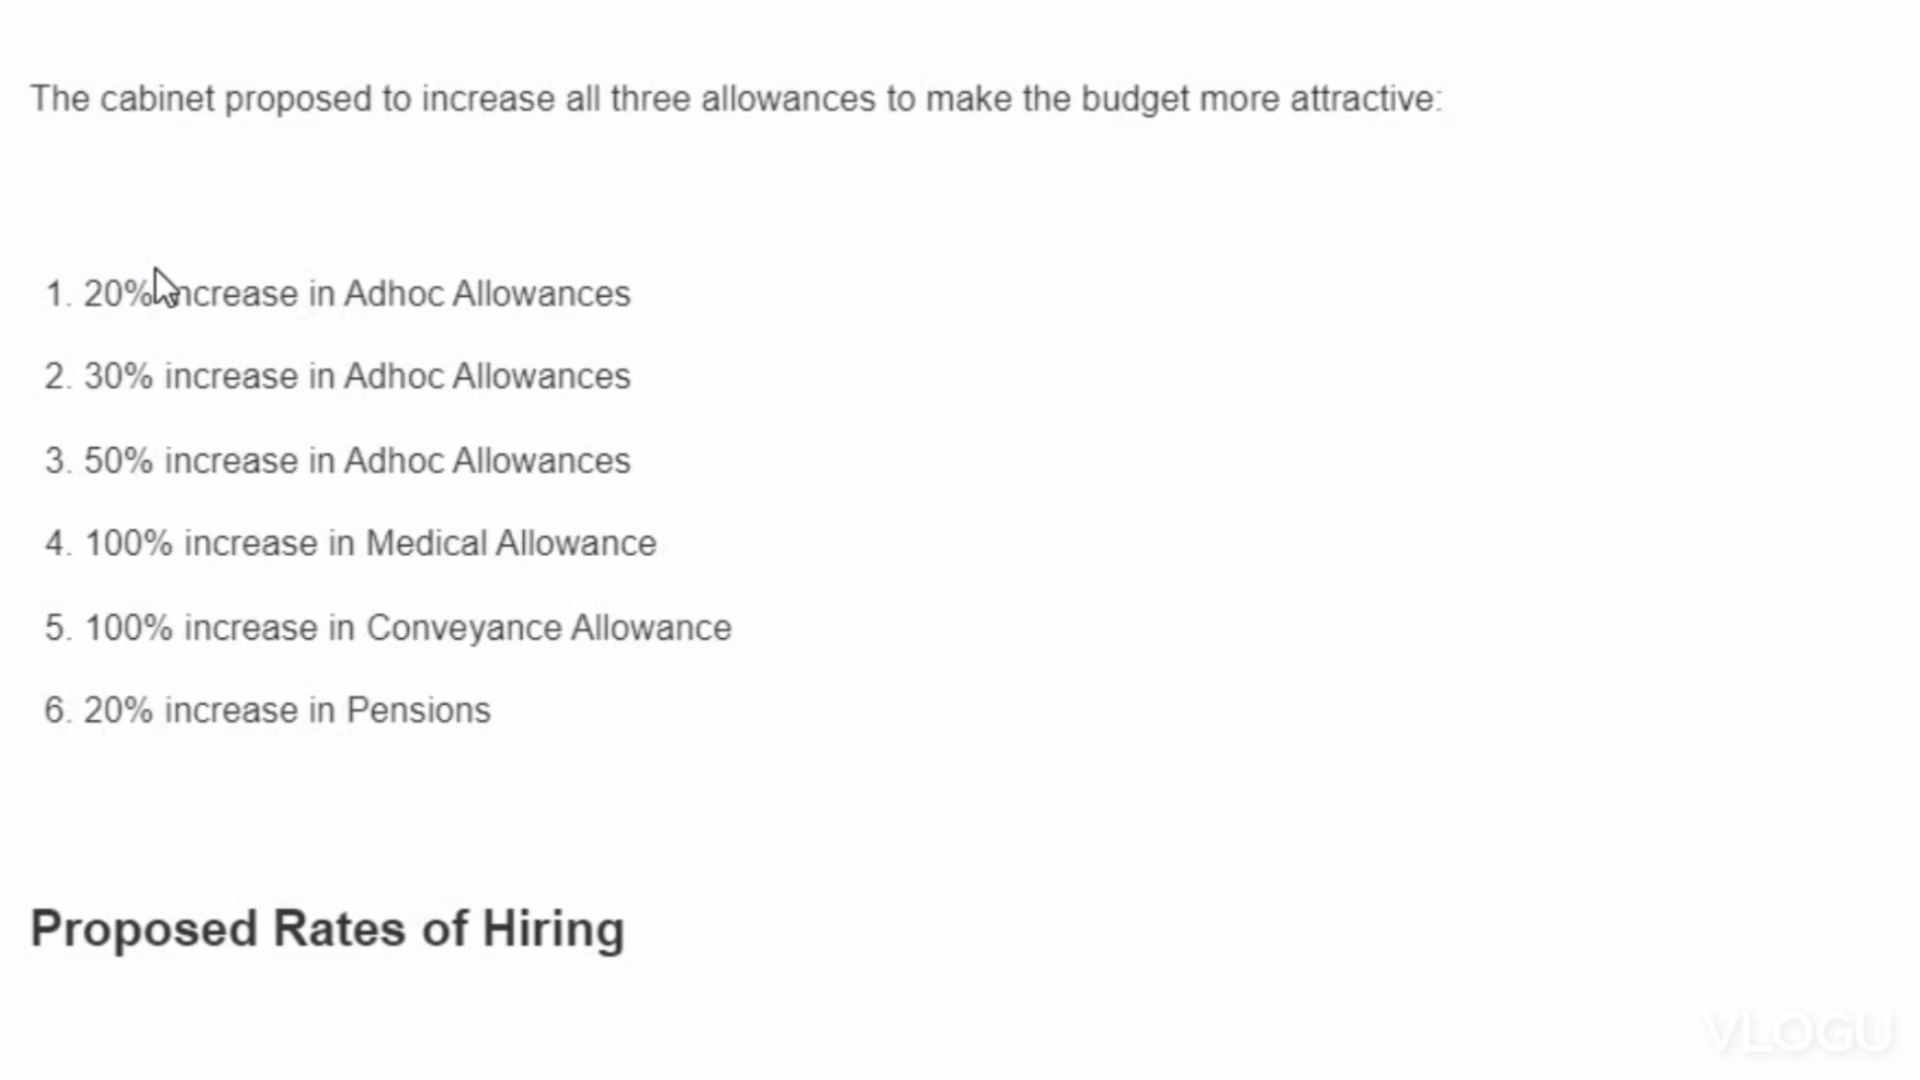 The cabinet proposed to increase all three allowances to make the budget more attractive:
1. 20% increase in Adhoc Allowances
2. 30% increase in Adhoc Allowances
3. 50% increase in Adhoc Allowances
4. 100% increase in Medical Allowance
5. 100% increase in Conveyance Allowance
6. 20% increase in Pensions
Proposed Rates of Hiring
VLOGU